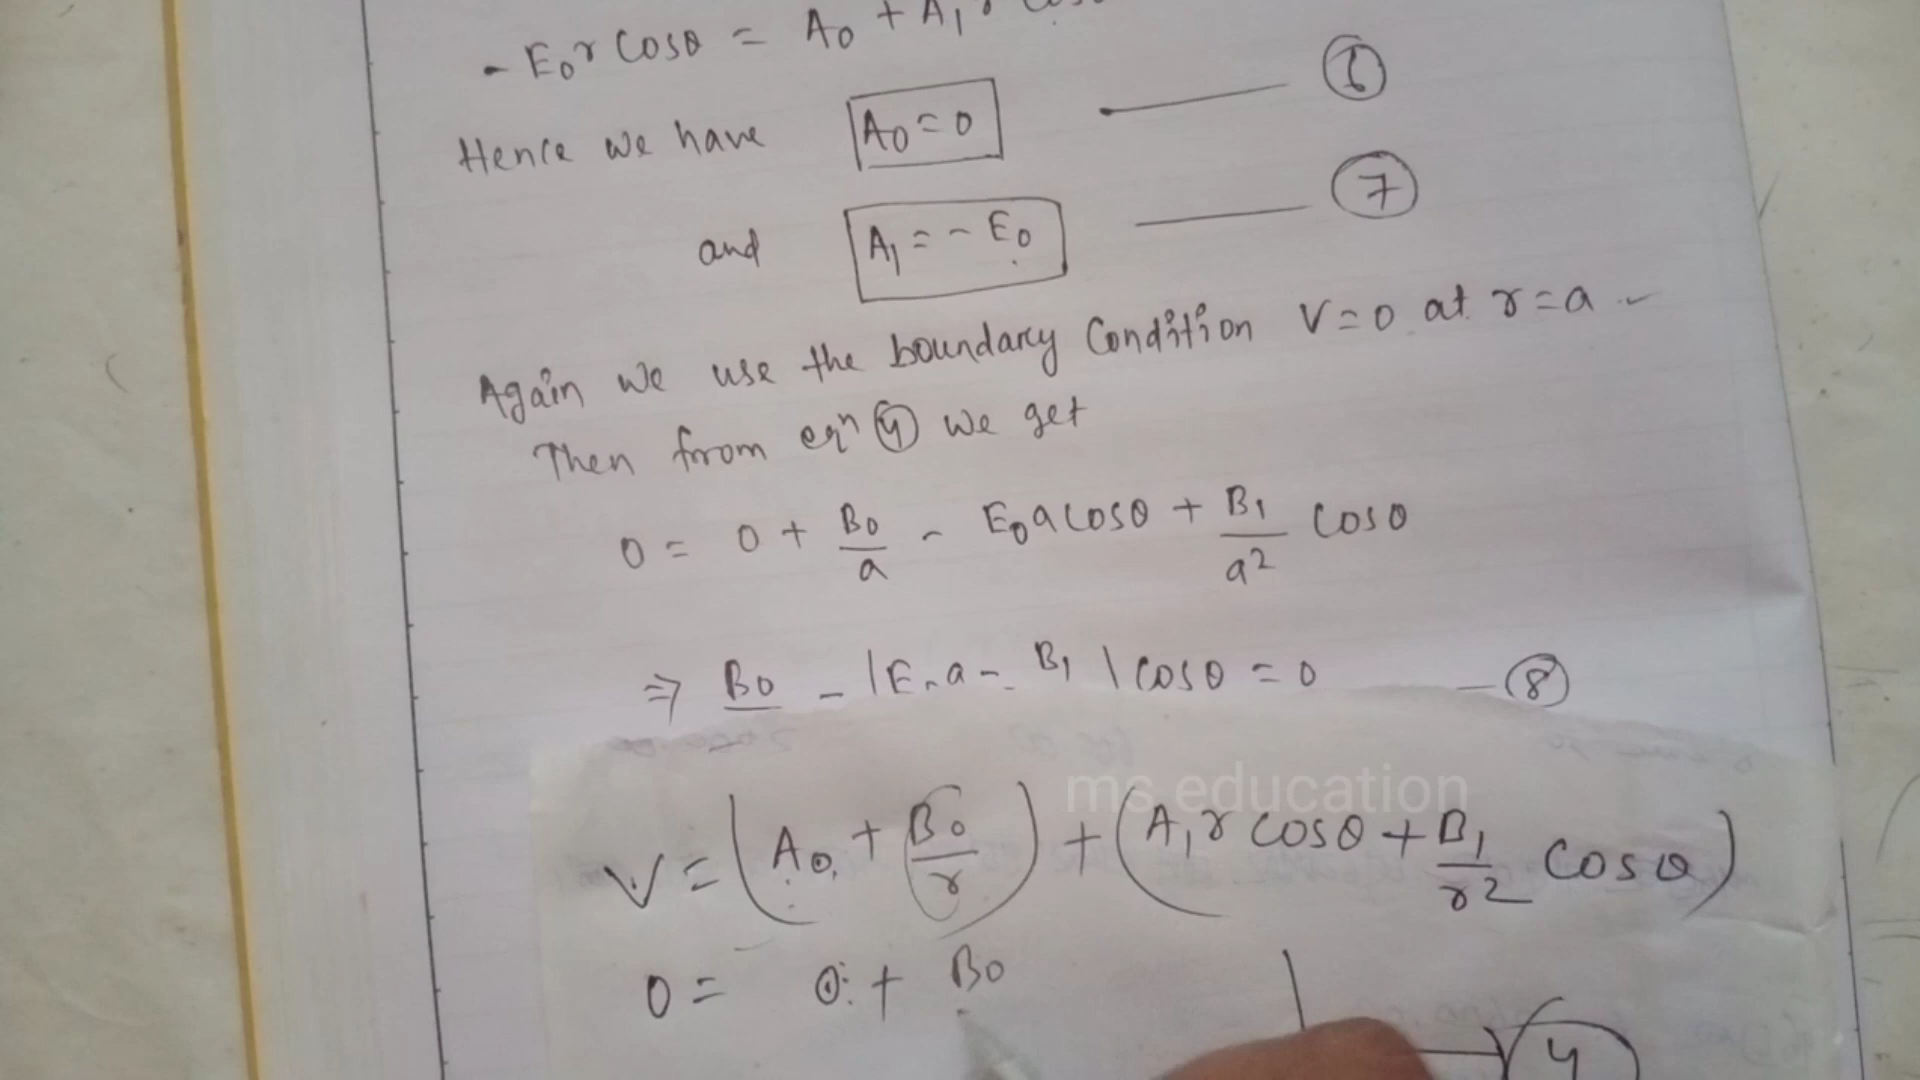 - E₀r Cosθ = A₀ + A₁r
Hence we have A₀ = 0 — 6
and A₁ = - E₀ — 7
Again we use the boundary Condition V=0 at r=a
Then from eqⁿ 4 we get
0 = 0 + B₀/a - E₀a cosθ + B₁/a² cosθ
⇒ B₀ - (E₀a - B₁) cosθ = 0 — 8
ms education
V = (A₀ + B₀/r) + (A₁r cosθ + B₁/r² cosθ)
0 = 0 + B₀
4